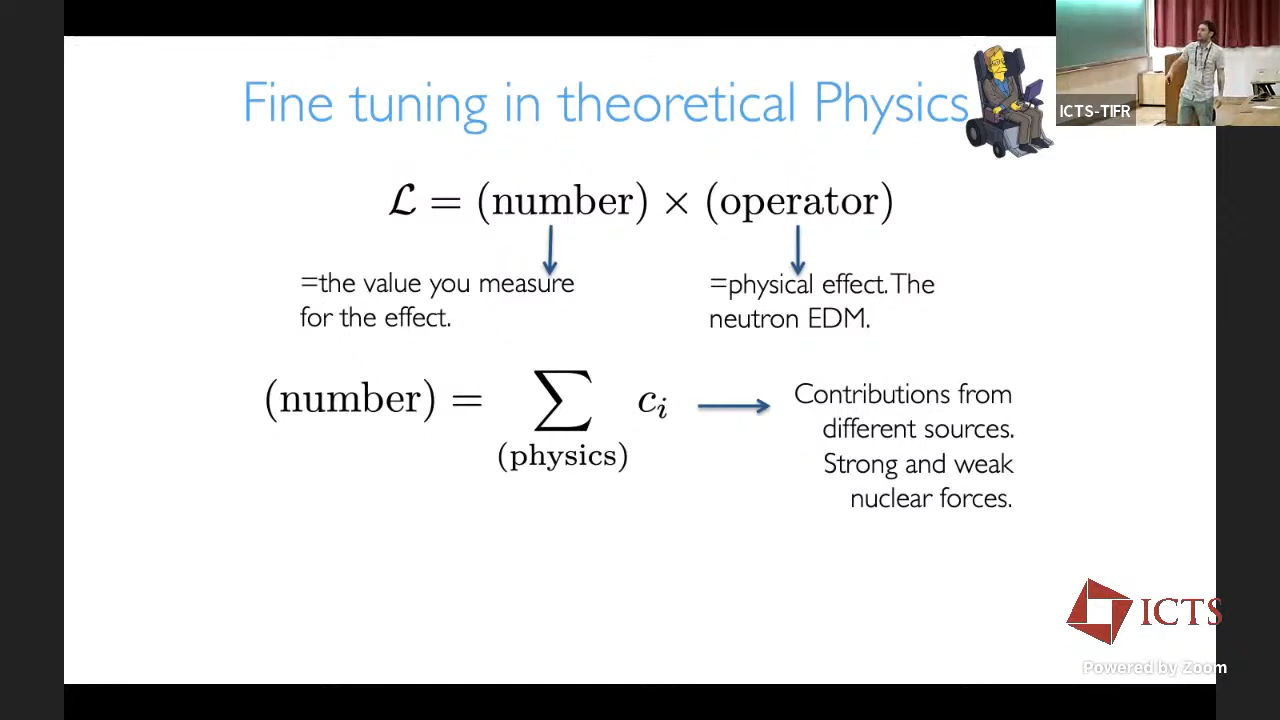 Fine tuning in theoretical Physics
ICTS-TIFR
ℒ = (number) × (operator)
=the value you measure
for the effect.
=physical effect. The
neutron EDM.
(number) = ∑ cᵢ
(physics)
Contributions from
different sources.
Strong and weak
nuclear forces.
ICTS
Powered by Zoom